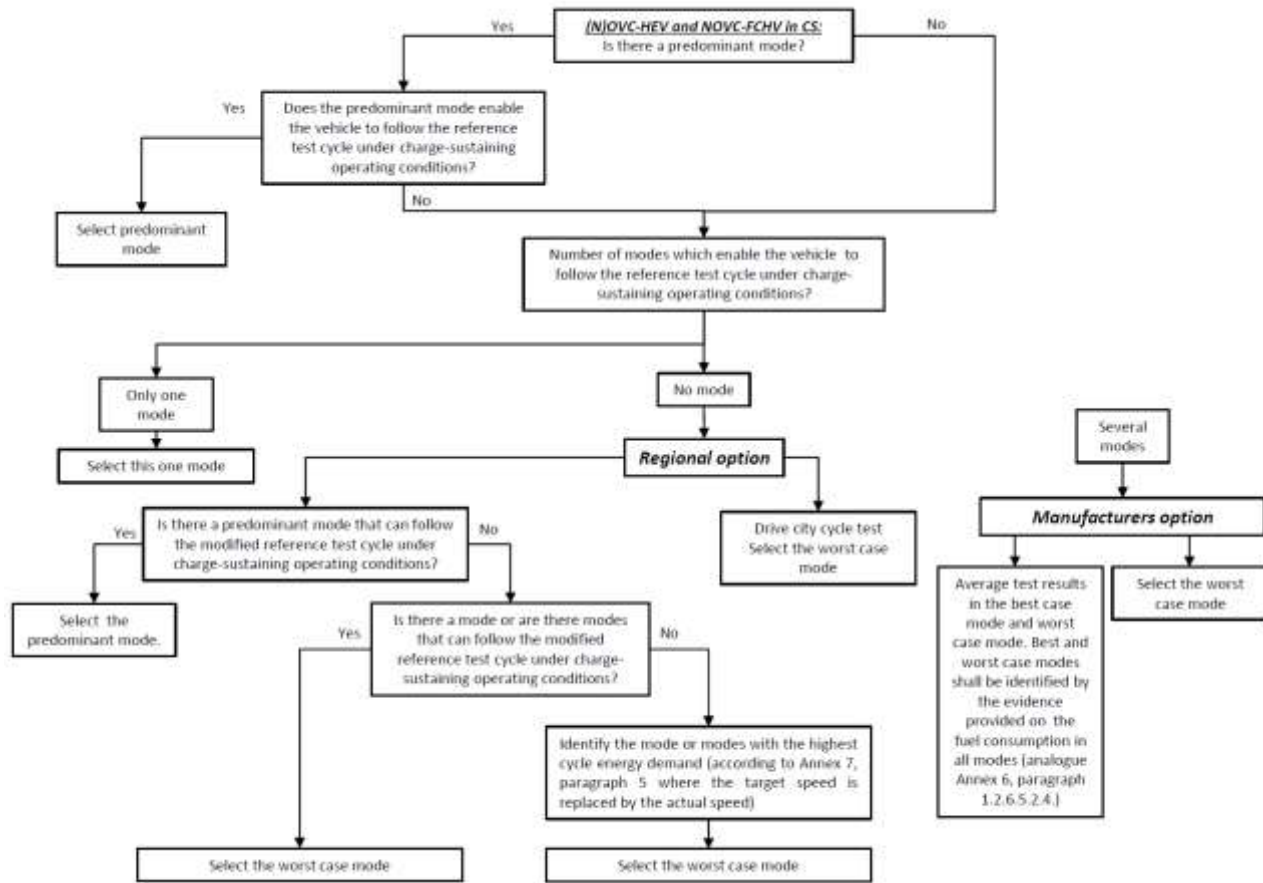 (N)OVC-HEV and NOVC-FCHV in CS:
Is there a predominant mode?
Yes
No
Yes
Does the predominant mode enable
the vehicle to follow the reference
test cycle under charge-sustaining
operating conditions?
No
Select predominant
mode
Number of modes which enable the vehicle to
follow the reference test cycle under charge-
sustaining operating conditions?
Only one
mode
No mode
Several
modes
Select this one mode
Regional option
Manufacturers option
Yes
Is there a predominant mode that can follow
the modified reference test cycle under
charge-sustaining operating conditions?
No
Drive city cycle test
Select the worst case
mode
Average test results
in the best case
mode and worst
case mode. Best and
worst case modes
shall be identified by
the evidence
provided on the
fuel consumption in
all modes (analogue
Annex 6, paragraph
1.2.6.5.2.4.)
Select the worst
case mode
Select the
predominant mode.
Yes
Is there a mode or are there modes
that can follow the modified
reference test cycle under charge-
sustaining operating conditions?
No
Identify the mode or modes with the highest
cycle energy demand (according to Annex 7,
paragraph 5 where the target speed is
replaced by the actual speed)
Select the worst case mode
Select the worst case mode